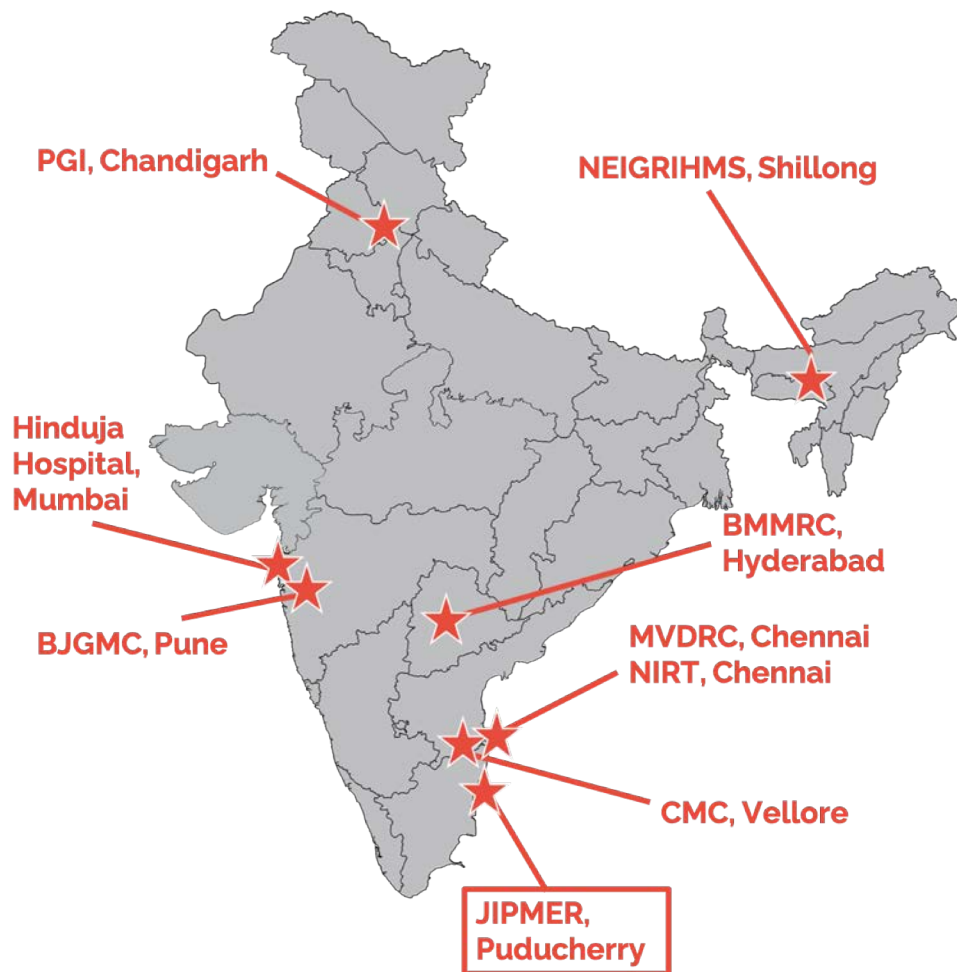 PGI, Chandigarh
NEIGRIHMS, Shillong
Hinduja
Hospital,
Mumbai
BMMRC,
Hyderabad
BJGMC, Pune
MVDRC, Chennai
NIRT, Chennai
CMC, Vellore
JIPMER,
Puducherry